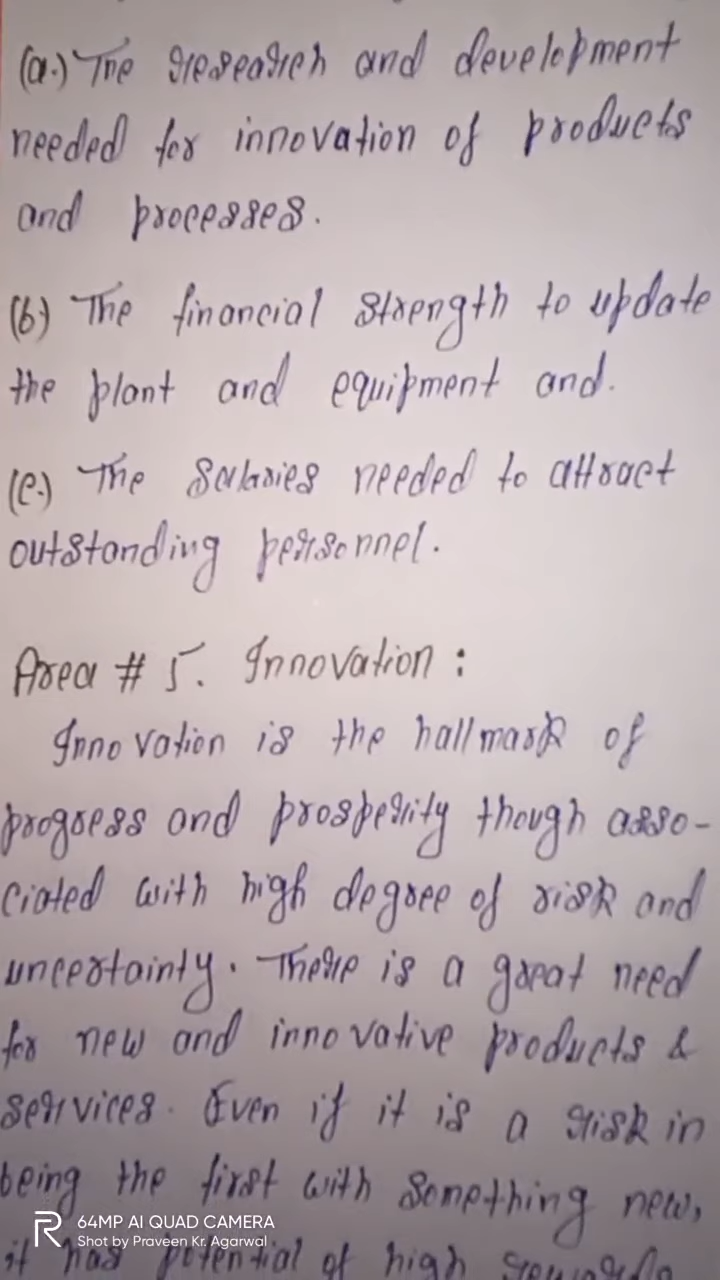 (a.) The research and development
needed for innovation of products
and processes.
(b) The financial strength to update
the plant and equipment and.
(c.) The salaries needed to attract
outstanding personnel.
Area # 5. Innovation :
Innovation is the hallmark of
progress and prosperity though asso-
ciated with high degree of risk and
uncertainty. There is a great need
for new and innovative products &
services. Even if it is a risk in
being the first with something new,
it has potential of high rewards
64MP AI QUAD CAMERA
Shot by Praveen Kr. Agarwal